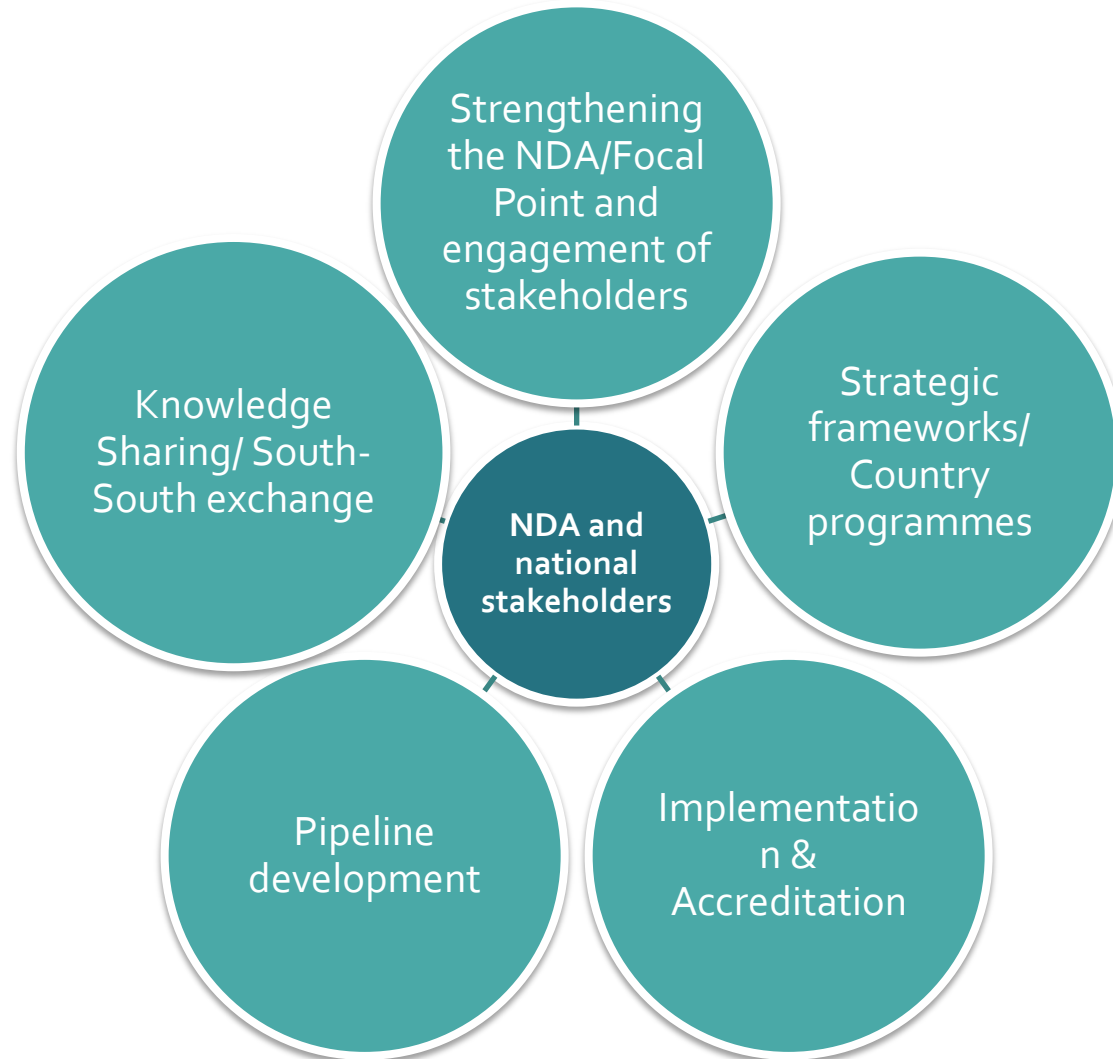 Strengthening
the NDA/Focal
Point and
engagement of
stakeholders
Strategic
frameworks/
Country
programmes
Implementatio
n &
Accreditation
Pipeline
development
Knowledge
Sharing/ South-
South exchange
NDA and
national
stakeholders